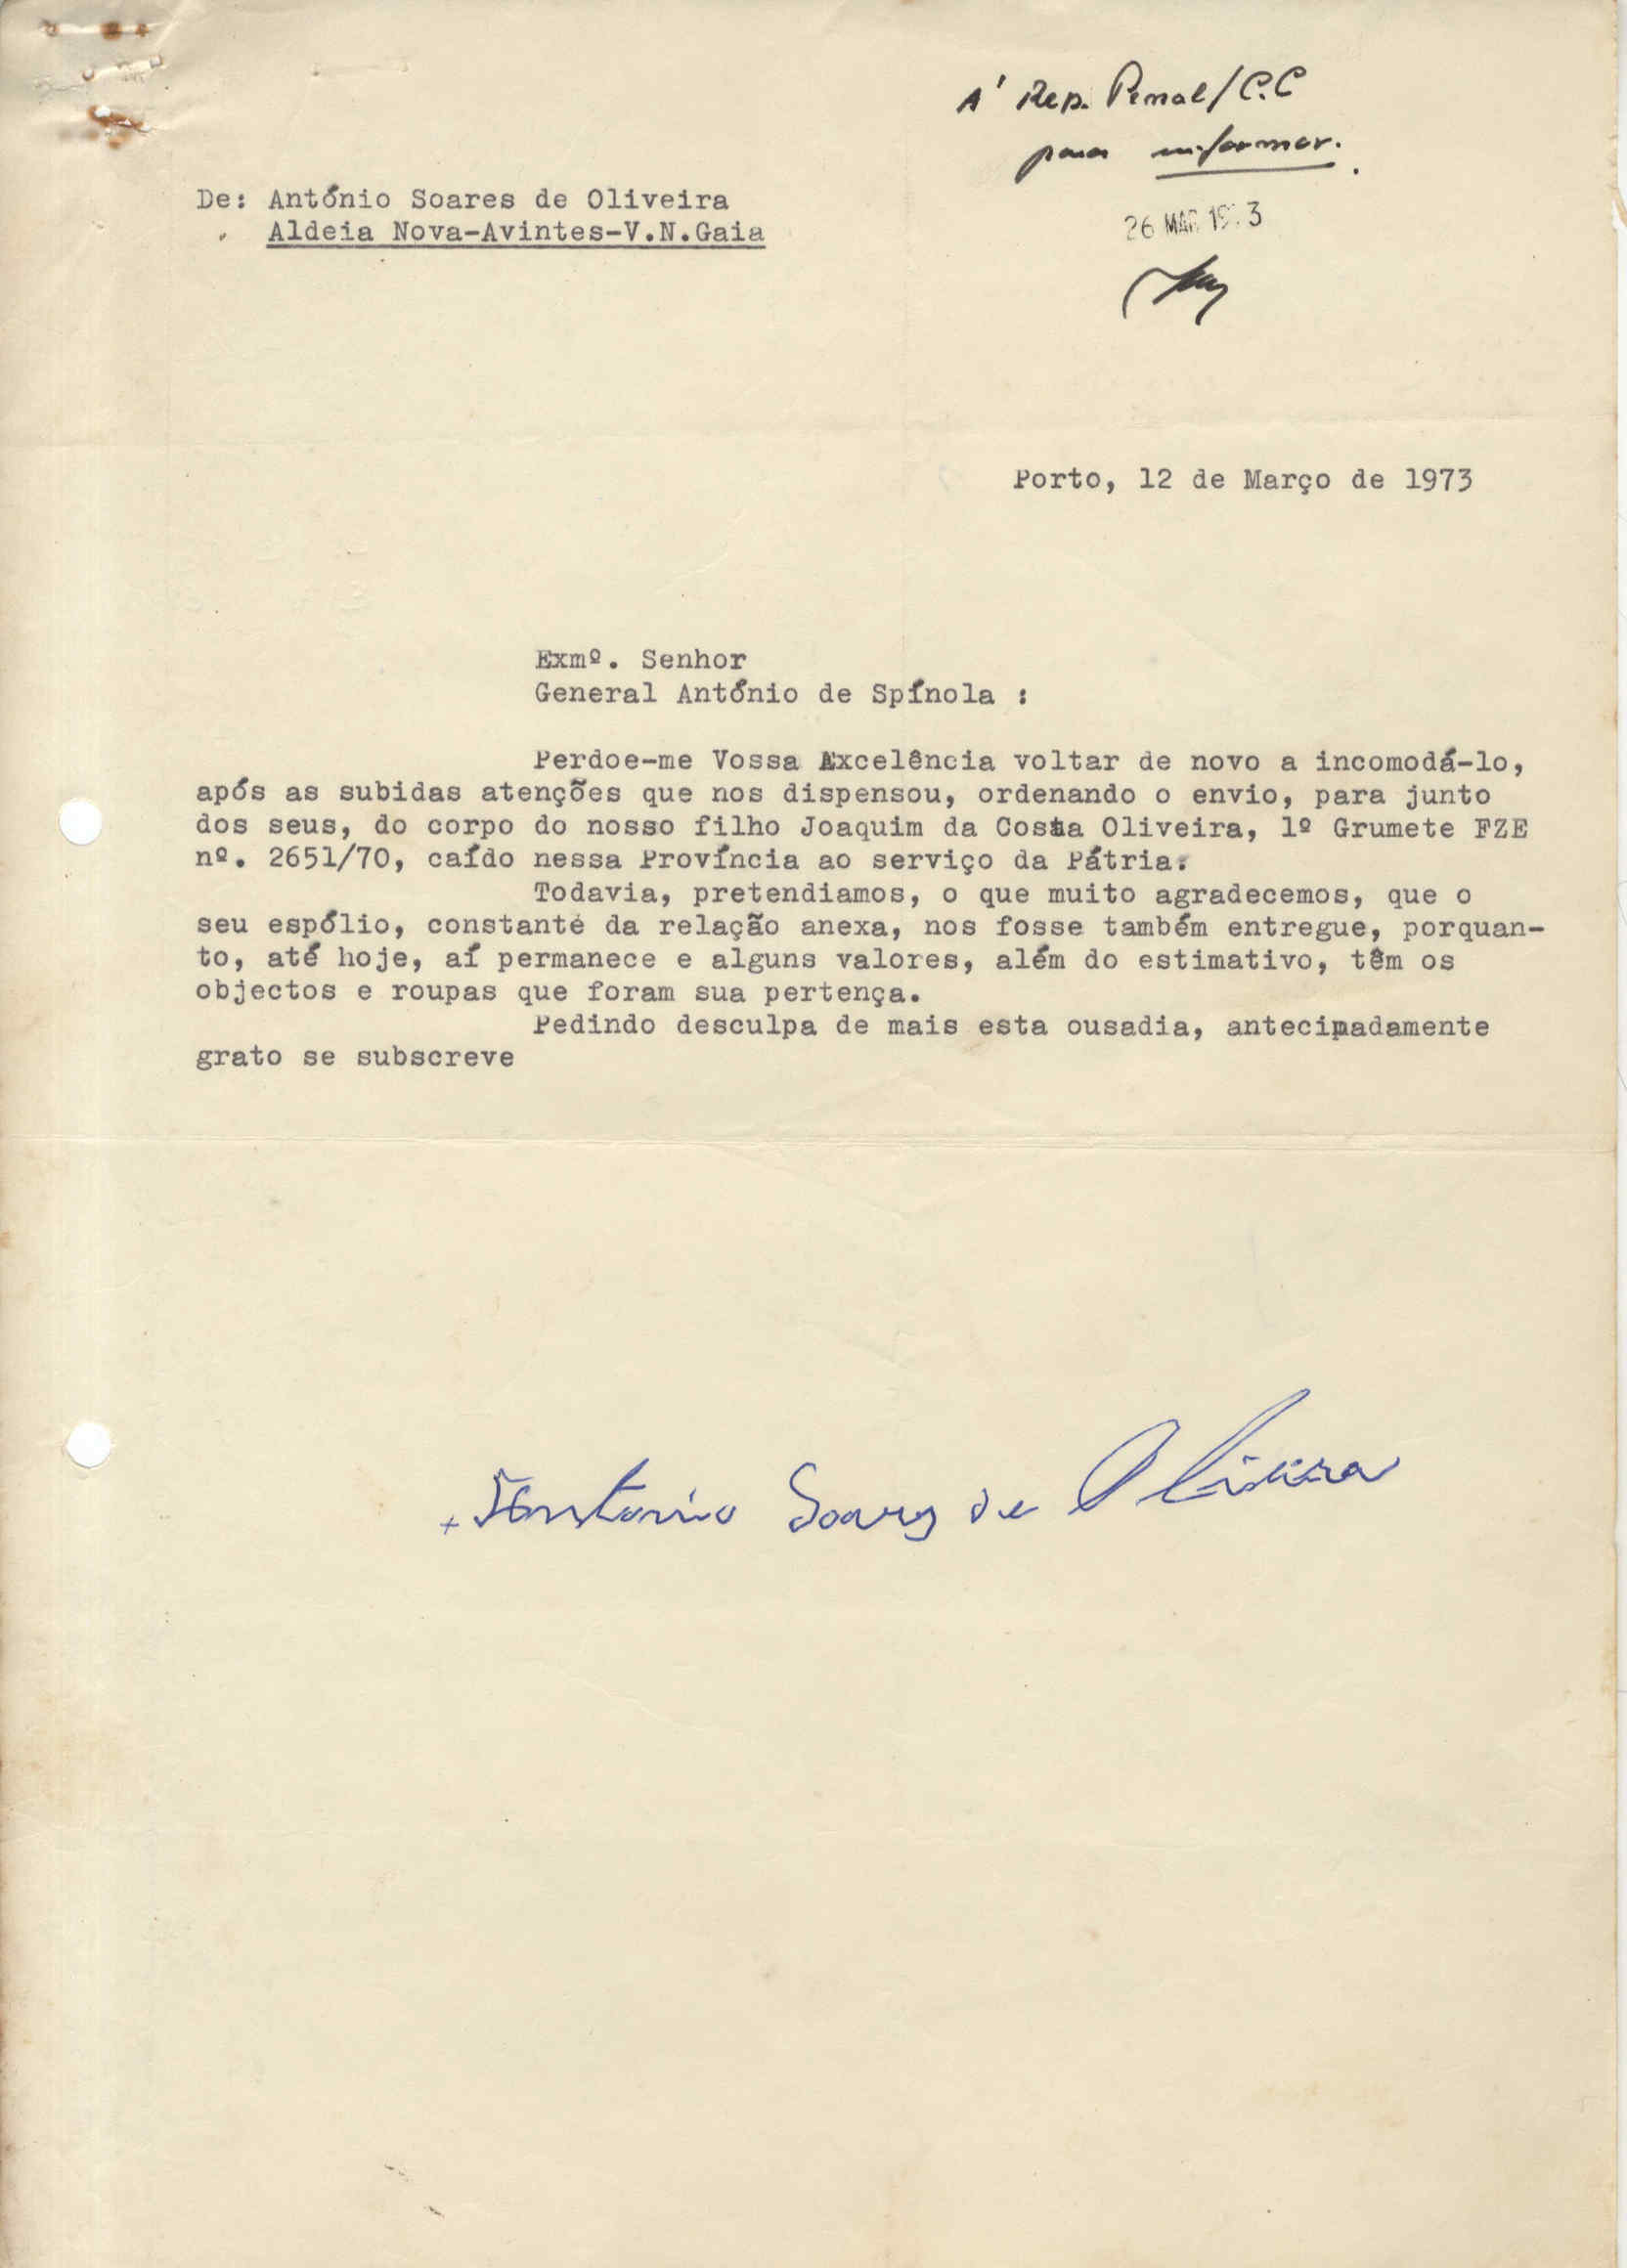 A' Rep. Pessoal/C.C
para informar.
De: António Soares de Oliveira
Aldeia Nova-Avintes-V.N.Gaia
26 MAR 1973
Porto, 12 de Março de 1973
Exmº. Senhor
General António de Spínola :
Perdoe-me Vossa Excelência voltar de novo a incomodá-lo,
após as subidas atenções que nos dispensou, ordenando o envio, para junto
dos seus, do corpo do nosso filho Joaquim da Costa Oliveira, 1º Grumete FZE
nº. 2651/70, caído nessa Província ao serviço da Pátria.
Todavia, pretendiamos, o que muito agradecemos, que o
seu espólio, constante da relação anexa, nos fosse também entregue, porquan-
to, até hoje, aí permanece e alguns valores, além do estimativo, têm os
objectos e roupas que foram sua pertença.
Pedindo desculpa de mais esta ousadia, antecipadamente
grato se subscreve
Antonio Soares de Oliveira